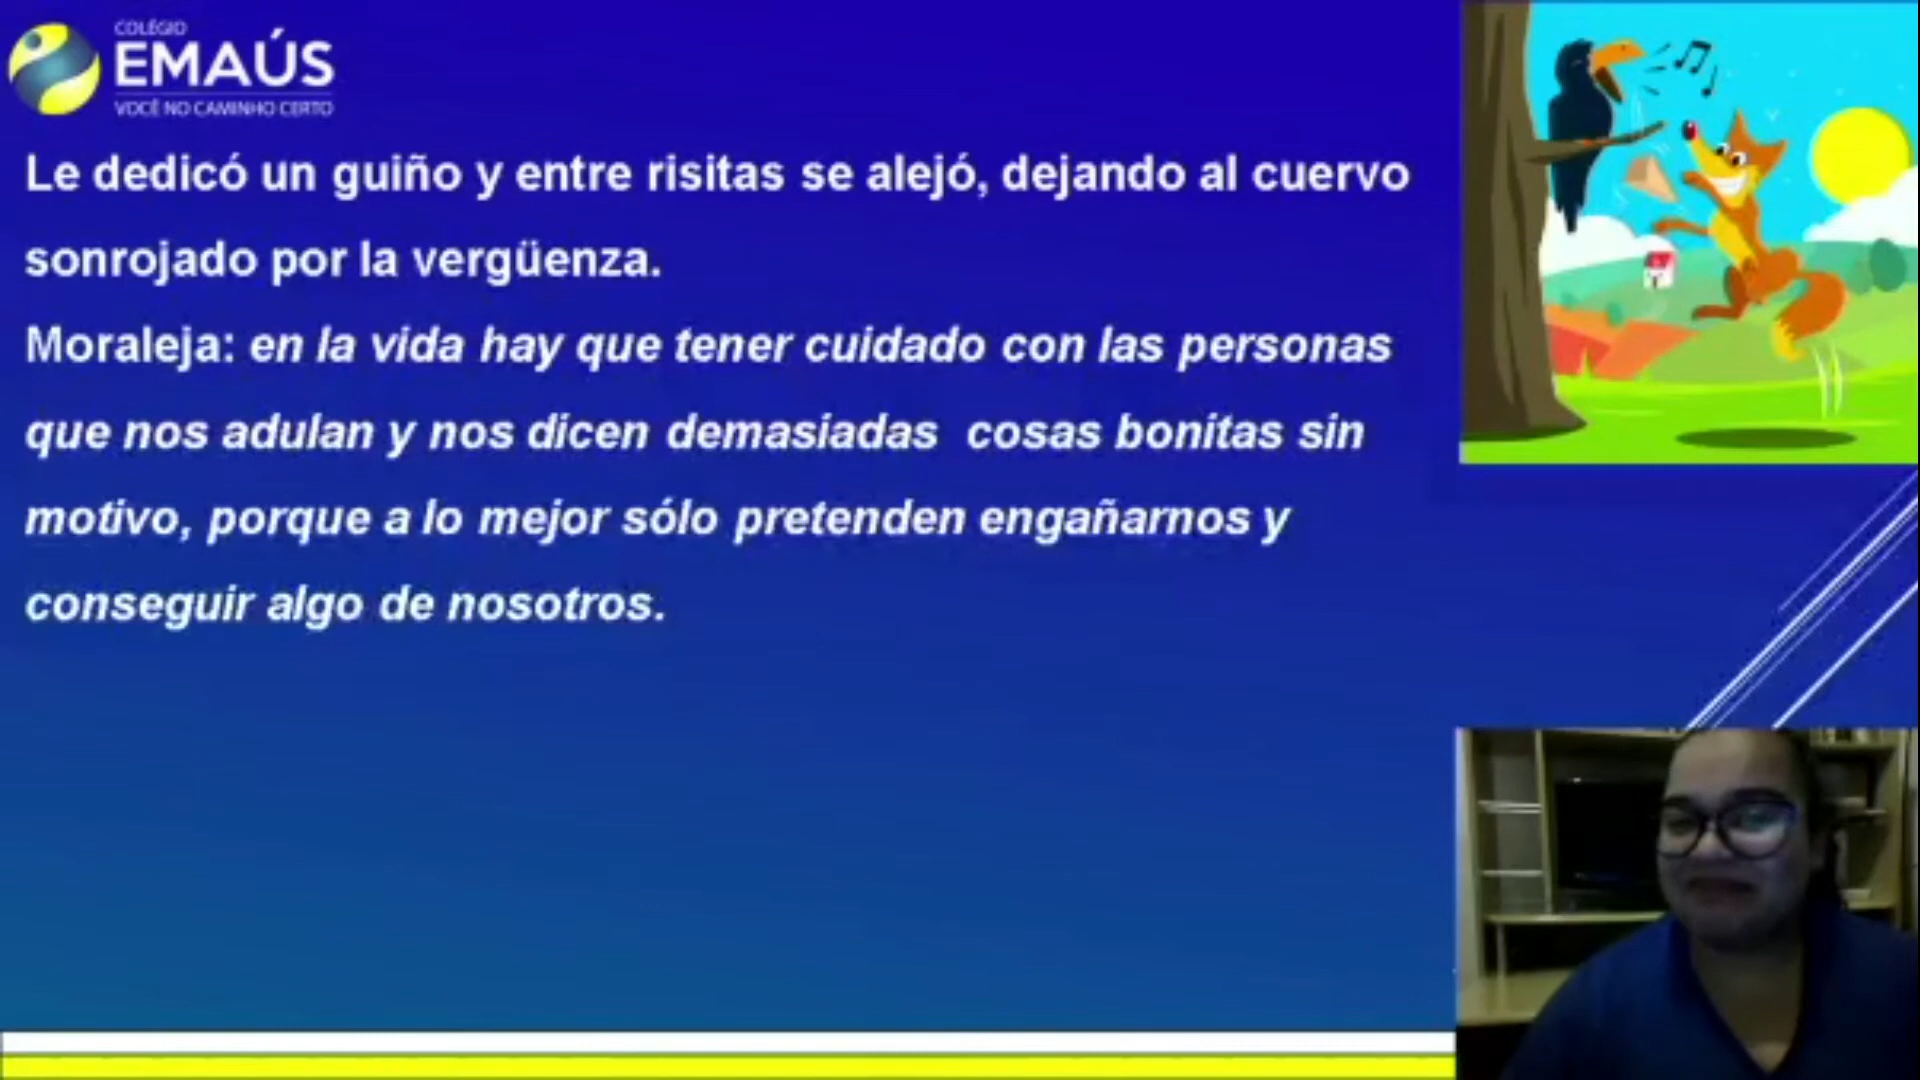 COLÉGIO
EMAÚS
VOCÊ NO CAMINHO CERTO
Le dedicó un guiño y entre risitas se alejó, dejando al cuervo
sonrojado por la vergüenza.
Moraleja: en la vida hay que tener cuidado con las personas
que nos adulan y nos dicen demasiadas cosas bonitas sin
motivo, porque a lo mejor sólo pretenden engañarnos y
conseguir algo de nosotros.